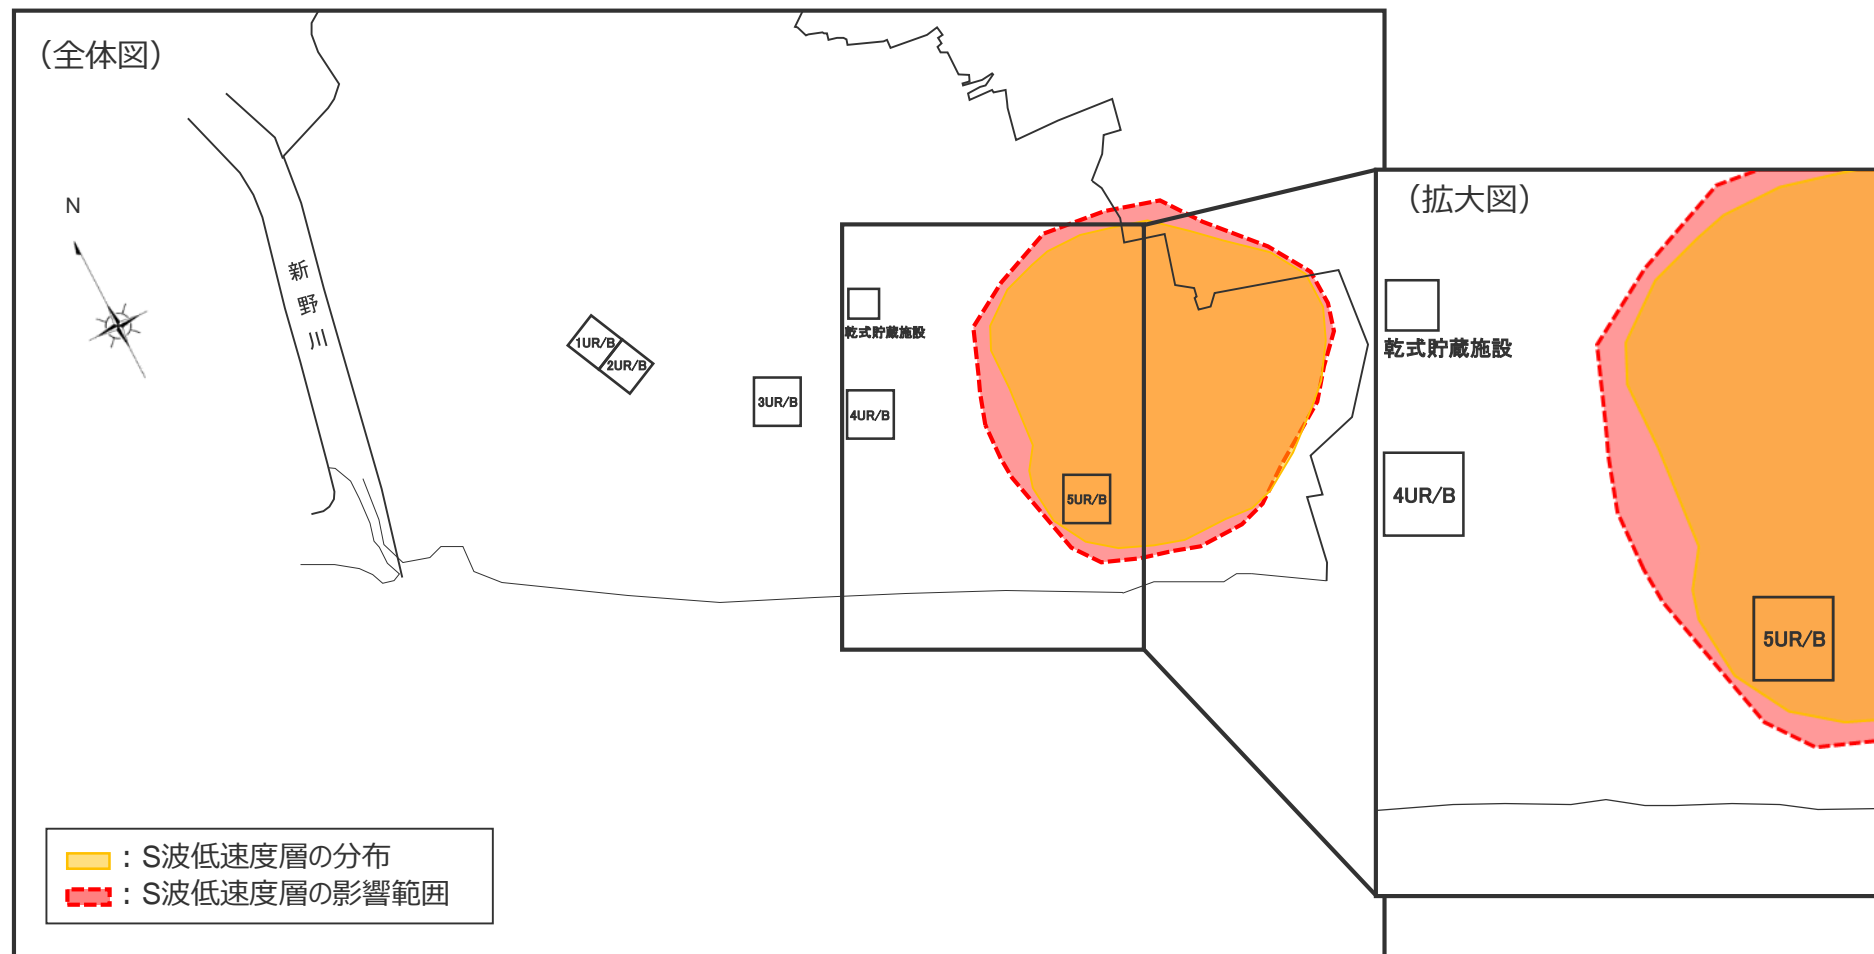 （全体図）
N
新野川
1UR/B
2UR/B
3UR/B
乾式貯蔵施設
4UR/B
5UR/B
（拡大図）
乾式貯蔵施設
4UR/B
5UR/B
：S波低速度層の分布
：S波低速度層の影響範囲